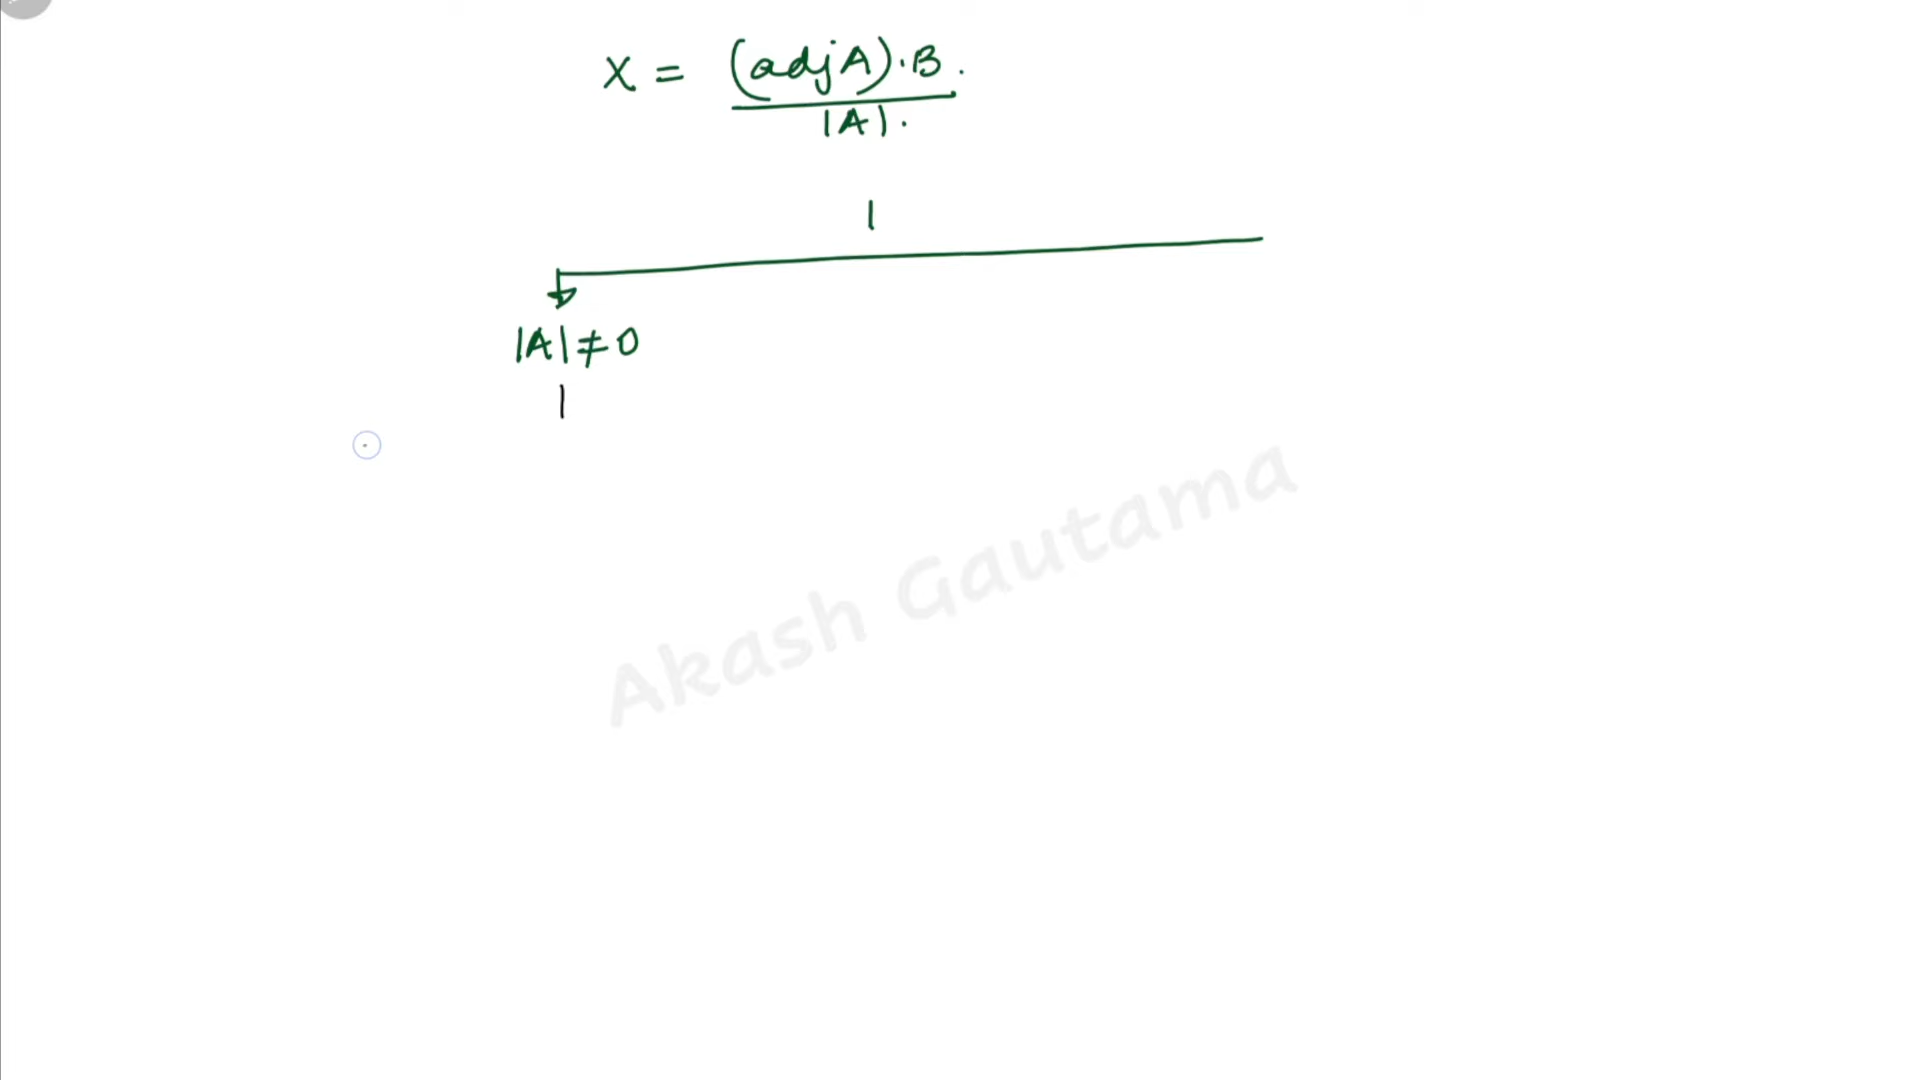 X = (adjA)·B.
|A|.
|A| ≠ 0
Akash Gautama